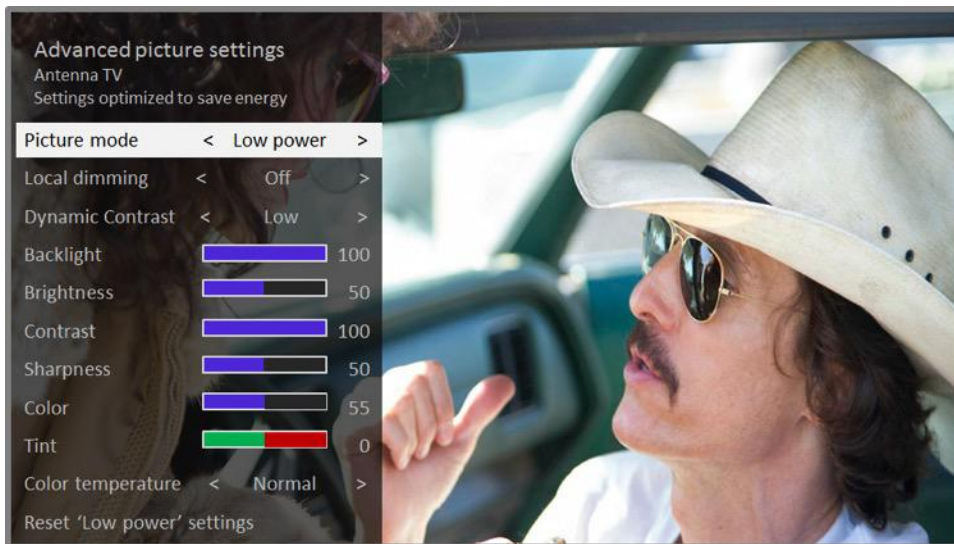 Advanced picture settings
Antenna TV
Settings optimized to save energy
Picture mode < Low power >
Local dimming < Off >
Dynamic Contrast < Low >
Backlight 100
Brightness 50
Contrast 100
Sharpness 50
Color 55
Tint 0
Color temperature < Normal >
Reset ‘Low power’ settings